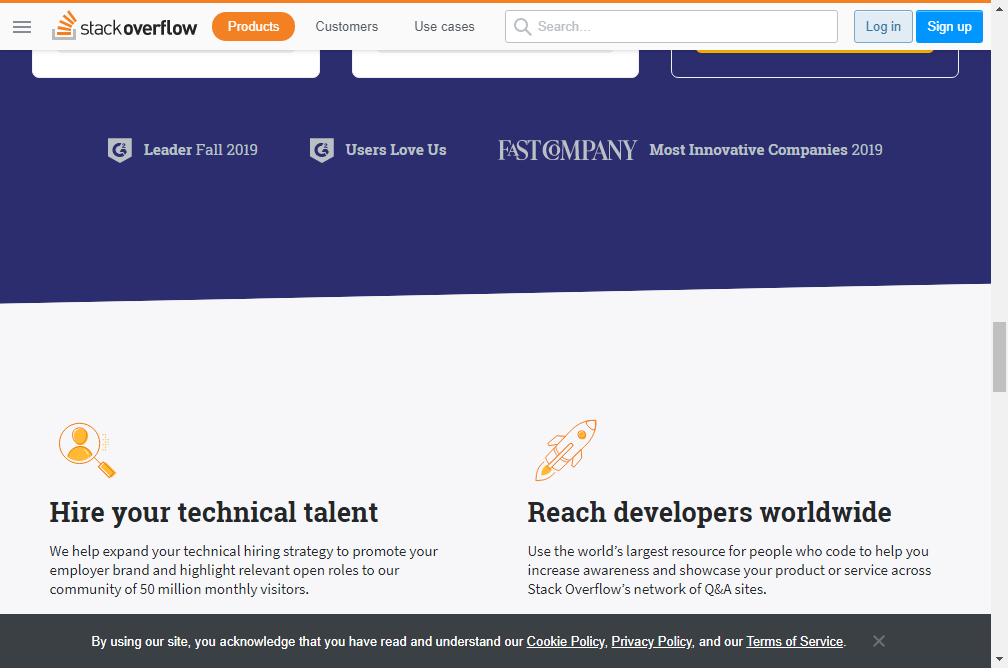 stackoverflow Products Customers Use cases Search... Log in Sign up
Leader Fall 2019 Users Love Us FAST COMPANY Most Innovative Companies 2019
Hire your technical talent
We help expand your technical hiring strategy to promote your
employer brand and highlight relevant open roles to our
community of 50 million monthly visitors.
Reach developers worldwide
Use the world’s largest resource for people who code to help you
increase awareness and showcase your product or service across
Stack Overflow’s network of Q&A sites.
By using our site, you acknowledge that you have read and understand our Cookie Policy, Privacy Policy, and our Terms of Service.